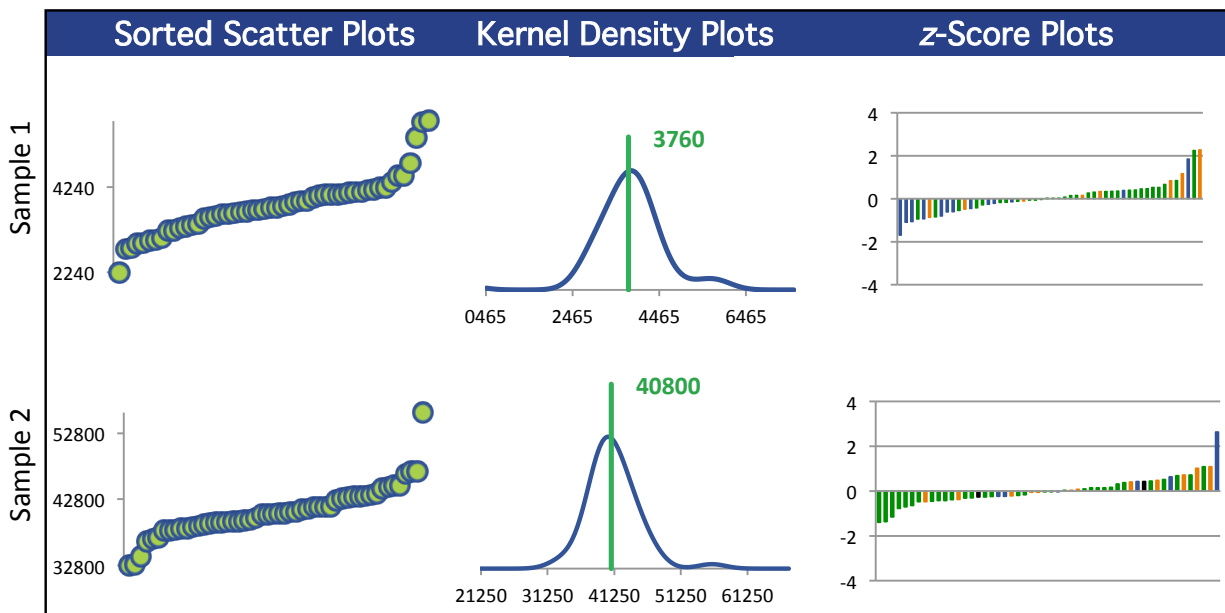 Sorted Scatter Plots
Kernel Density Plots
z-Score Plots
Sample 1
4240
2240
3760
0465 2465 4465 6465
4
2
0
-2
-4
Sample 2
52800
42800
32800
40800
21250 31250 41250 51250 61250
4
2
0
-2
-4